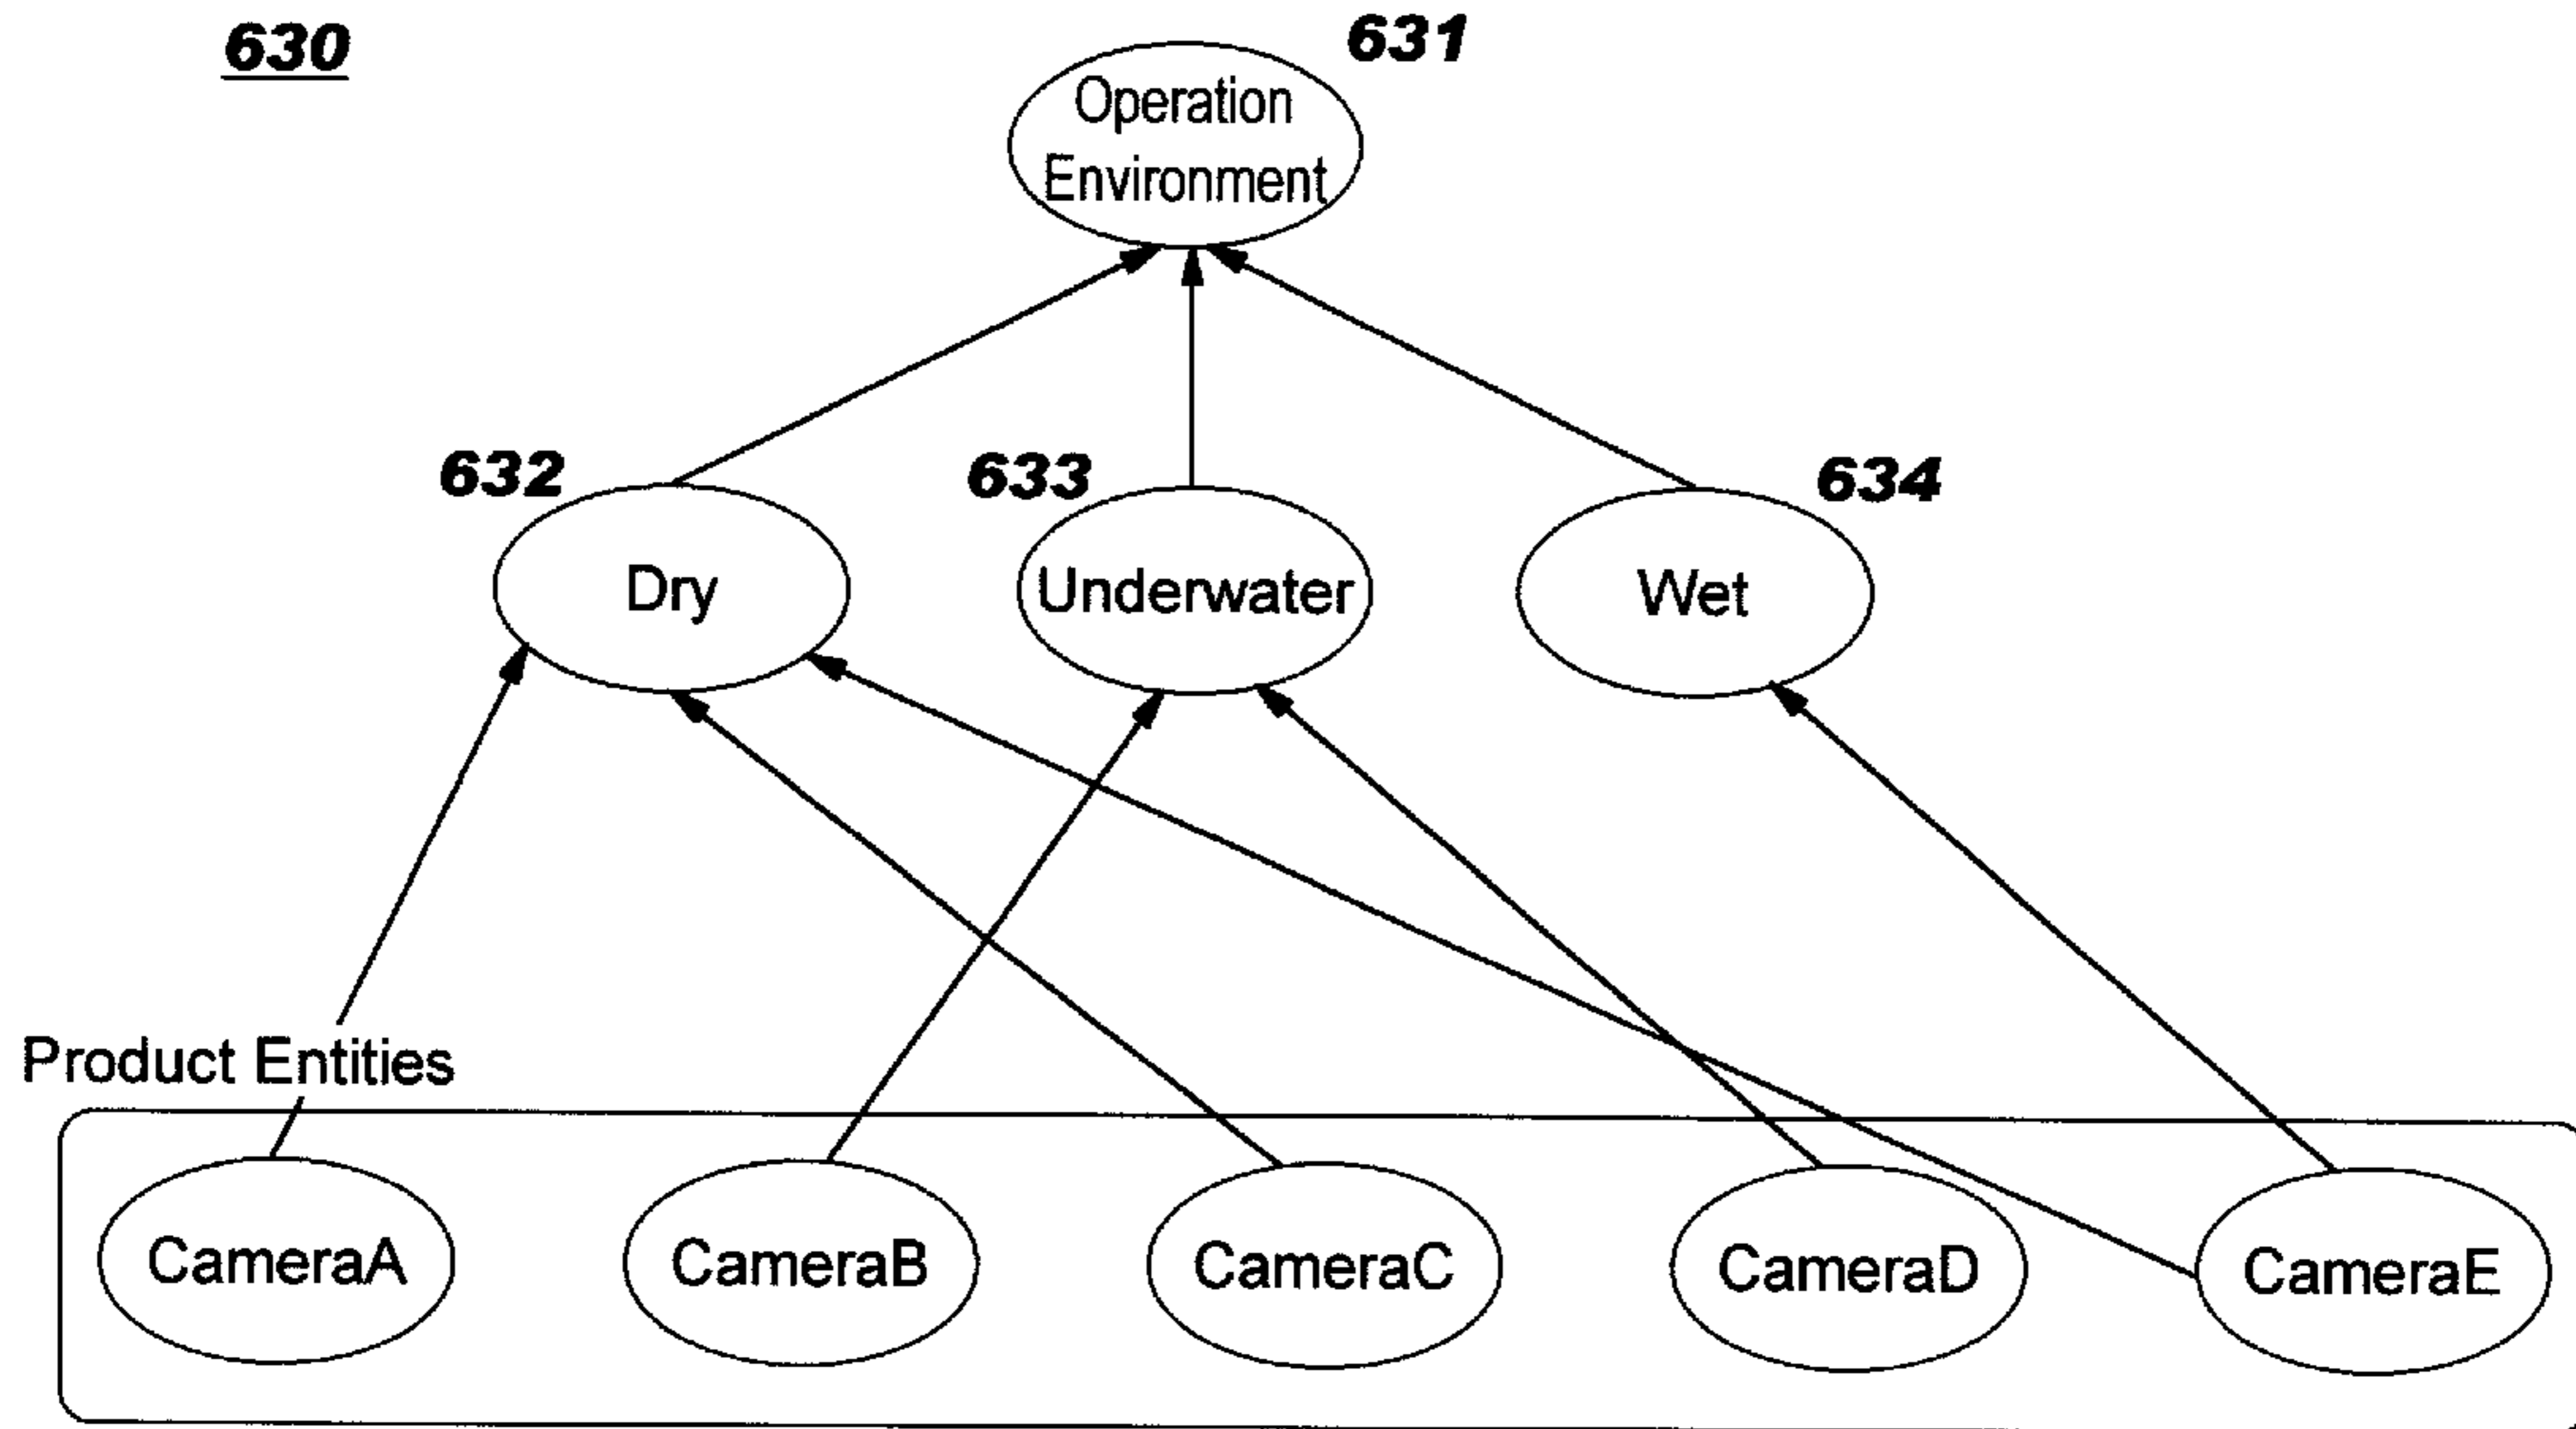 630
631
Operation
Environment
632
633
634
Dry
Underwater
Wet
Product Entities
CameraA
CameraB
CameraC
CameraD
CameraE